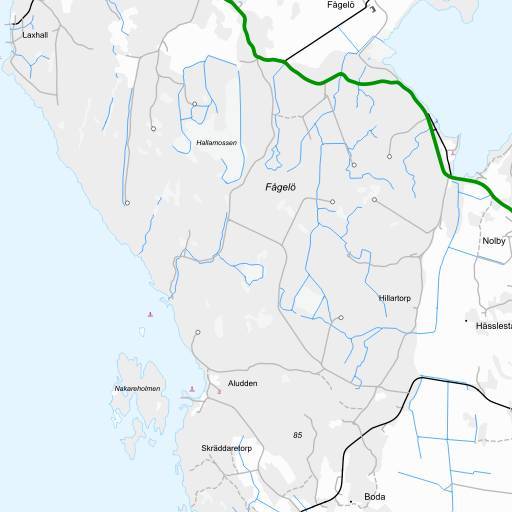 Fågelö
Laxhall
Hallamossen
Fågelö
Nolby
Hillartorp
Hässlesta
Nakareholmen
Aludden
85
Skräddaretorp
Boda